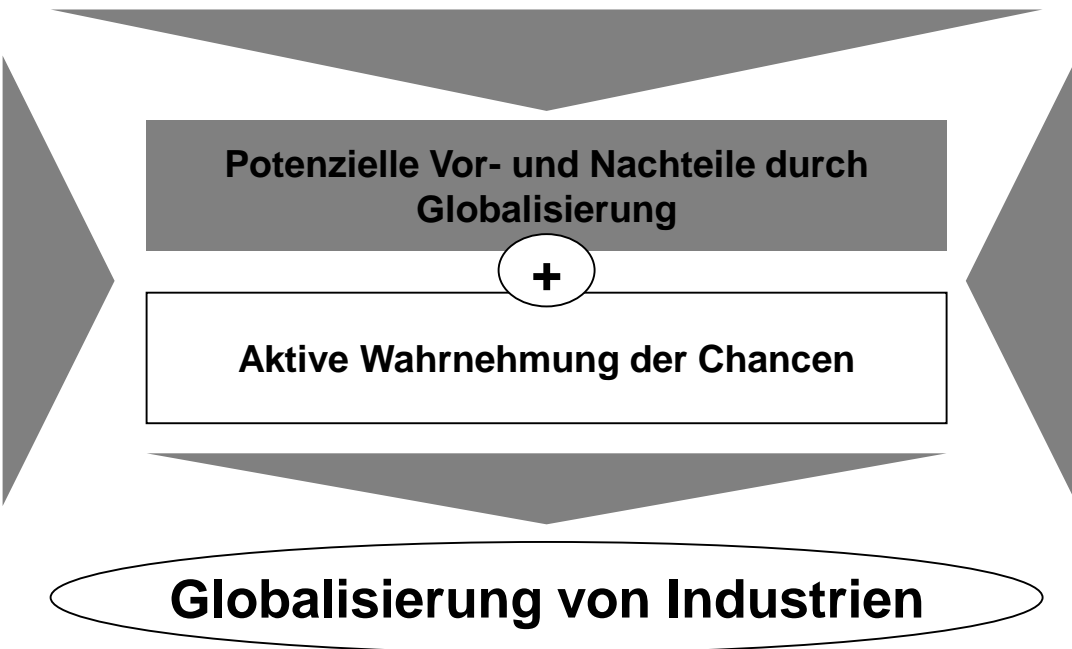 Potenzielle Vor- und Nachteile durch
Globalisierung
+
Aktive Wahrnehmung der Chancen
Globalisierung von Industrien